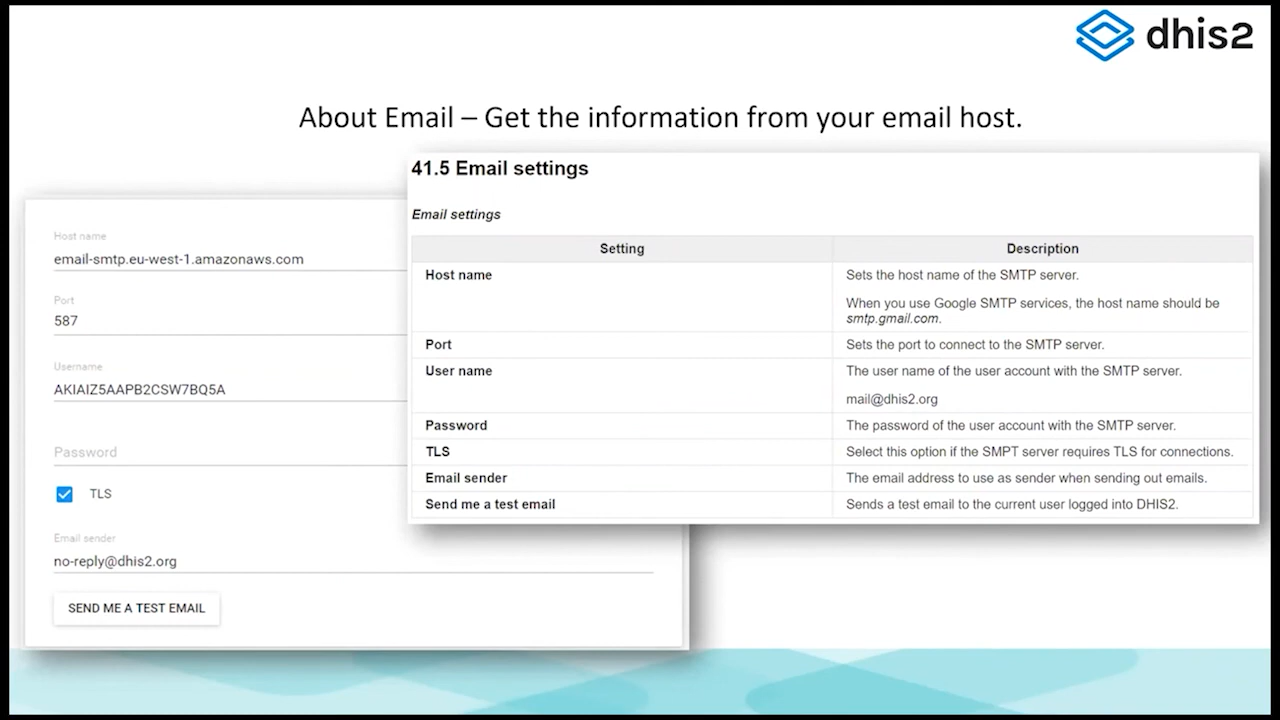 dhis2
About Email – Get the information from your email host.
Host name
email-smtp.eu-west-1.amazonaws.com
Port
587
Username
AKIAIZ5AAPB2CSW7BQ5A
Password
TLS
Email sender
no-reply@dhis2.org
SEND ME A TEST EMAIL
41.5 Email settings
Email settings
Setting Description
Host name Sets the host name of the SMTP server.
When you use Google SMTP services, the host name should be
smtp.gmail.com.
Port Sets the port to connect to the SMTP server.
User name The user name of the user account with the SMTP server.
mail@dhis2.org
Password The password of the user account with the SMTP server.
TLS Select this option if the SMPT server requires TLS for connections.
Email sender The email address to use as sender when sending out emails.
Send me a test email Sends a test email to the current user logged into DHIS2.